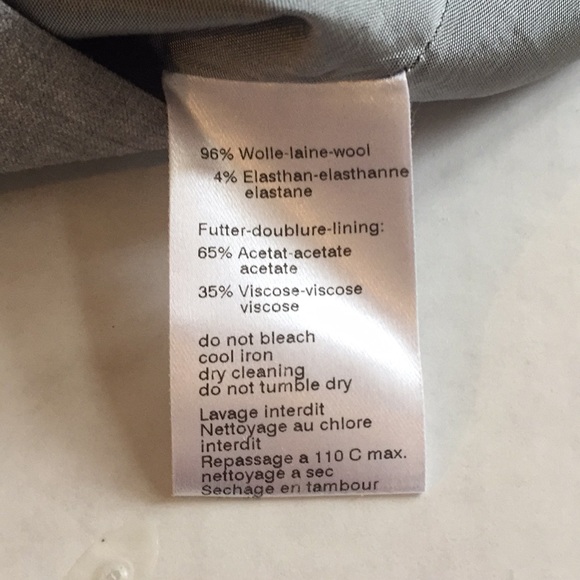 96% Wolle-laine-wool
4% Elasthan-elasthanne
elastane
Futter-doublure-lining:
65% Acetat-acetate
acetate
35% Viscose-viscose
viscose
do not bleach
cool iron
dry cleaning
do not tumble dry
Lavage interdit
Nettoyage au chlore
interdit
Repassage a 110 C max.
nettoyage a sec
Sechage en tambour